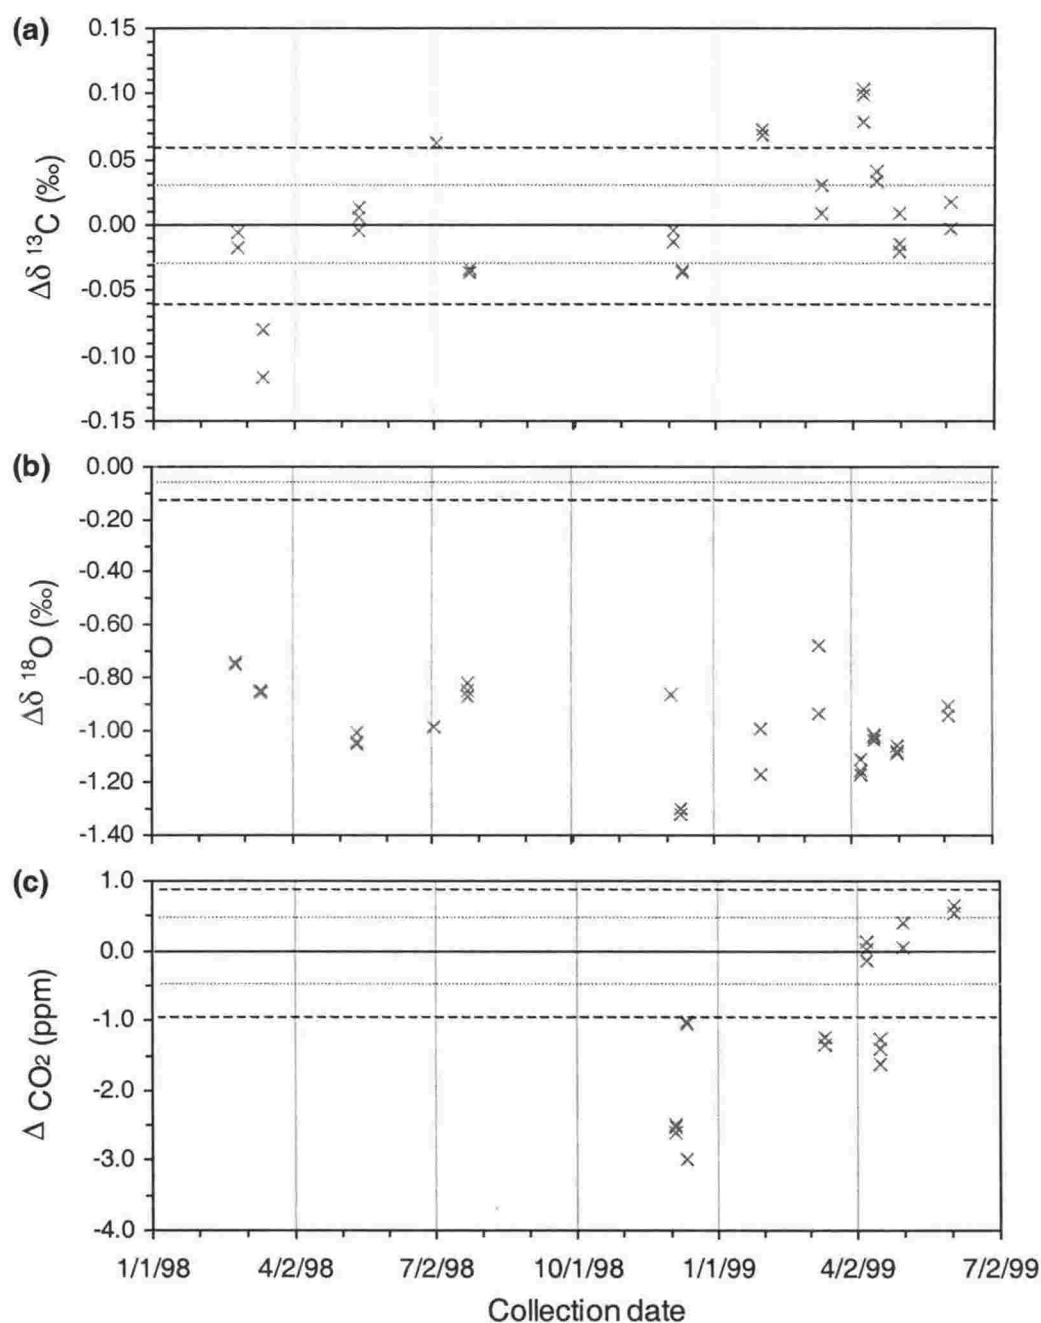 (a)
0.15
0.10
0.05
0.00
-0.05
-0.10
-0.15
Δδ ¹³C (‰)
(b)
0.00
-0.20
-0.40
-0.60
-0.80
-1.00
-1.20
-1.40
Δδ ¹⁸O (‰)
(c)
1.0
0.0
-1.0
-2.0
-3.0
-4.0
Δ CO₂ (ppm)
1/1/98 4/2/98 7/2/98 10/1/98 1/1/99 4/2/99 7/2/99
Collection date